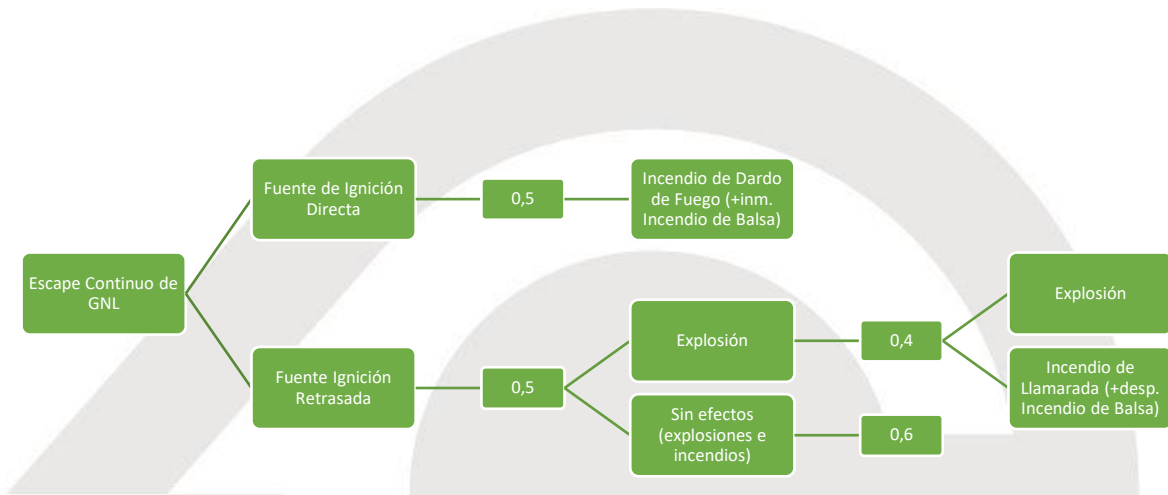 Escape Continuo de
GNL
Fuente de Ignición
Directa
0,5
Incendio de Dardo
de Fuego (+inm.
Incendio de Balsa)
Fuente Ignición
Retrasada
0,5
Explosión
0,4
Explosión
Incendio de
Llamarada (+desp.
Incendio de Balsa)
Sin efectos
(explosiones e
incendios)
0,6